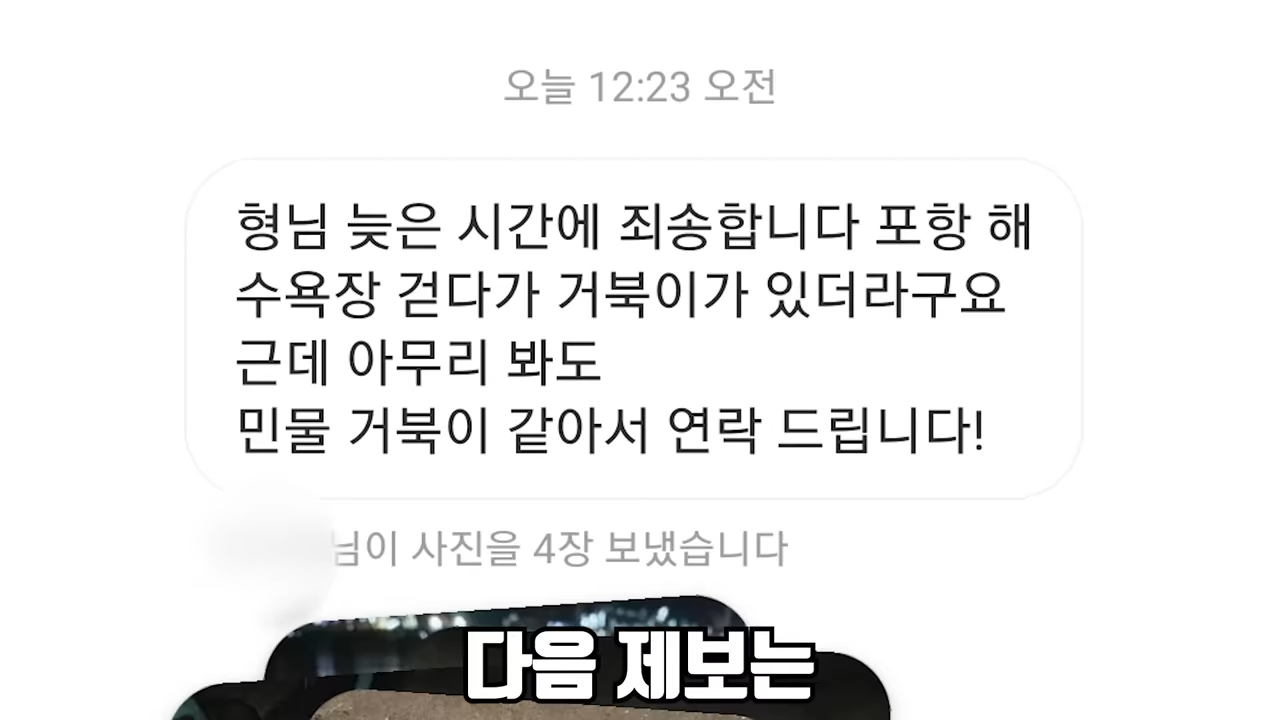 오늘 12:23 오전
형님 늦은 시간에 죄송합니다 포항 해
수욕장 걷다가 거북이가 있더라구요
근데 아무리 봐도
민물 거북이 같아서 연락 드립니다!
님이 사진을 4장 보냈습니다
다음 제보는